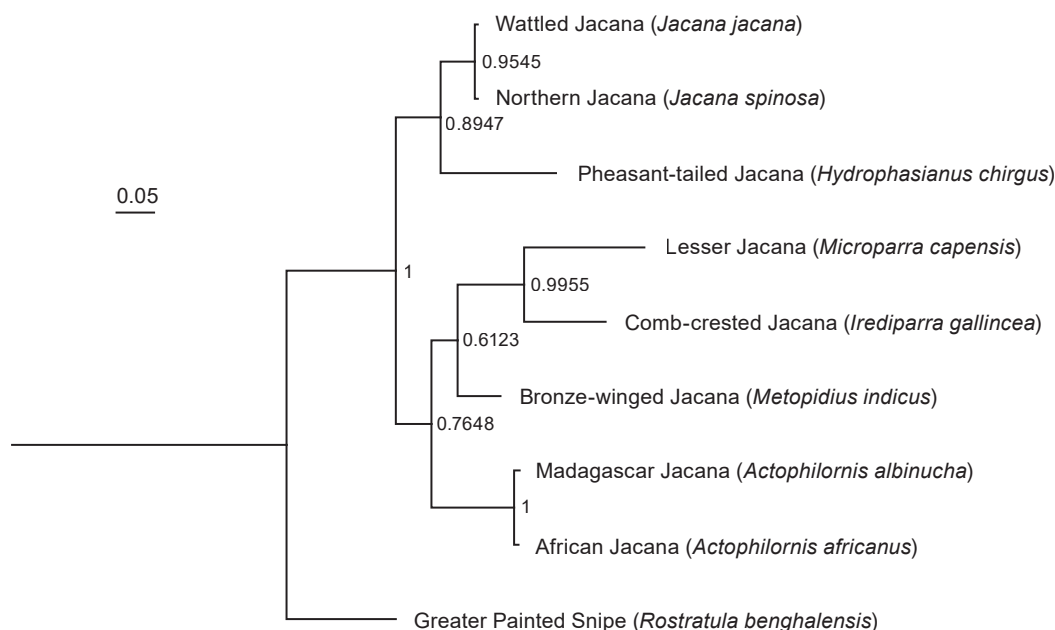 Wattled Jacana (Jacana jacana)
0.9545
Northern Jacana (Jacana spinosa)
0.8947
Pheasant-tailed Jacana (Hydrophasianus chirgus)
0.05
Lesser Jacana (Microparra capensis)
1
0.9955
Comb-crested Jacana (Irediparra gallincea)
0.6123
Bronze-winged Jacana (Metopidius indicus)
0.7648
Madagascar Jacana (Actophilornis albinucha)
1
African Jacana (Actophilornis africanus)
Greater Painted Snipe (Rostratula benghalensis)